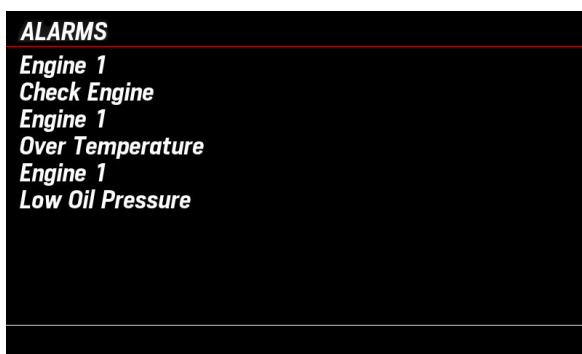 ALARMS
Engine 1
Check Engine
Engine 1
Over Temperature
Engine 1
Low Oil Pressure